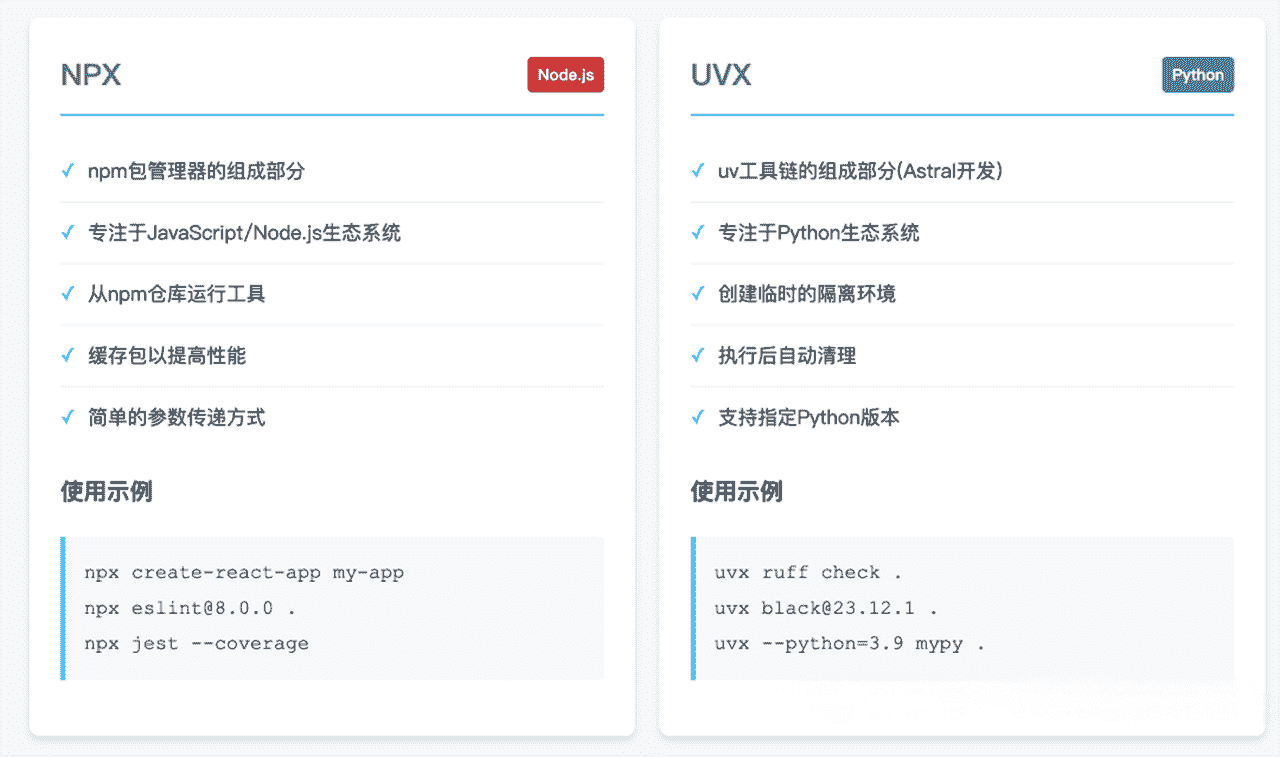 NPX
Node.js
✓ npm包管理器的组成部分
✓ 专注于JavaScript/Node.js生态系统
✓ 从npm仓库运行工具
✓ 缓存包以提高性能
✓ 简单的参数传递方式
使用示例
npx create-react-app my-app
npx eslint@8.0.0 .
npx jest --coverage
UVX
Python
✓ uv工具链的组成部分(Astral开发)
✓ 专注于Python生态系统
✓ 创建临时的隔离环境
✓ 执行后自动清理
✓ 支持指定Python版本
使用示例
uvx ruff check .
uvx black@23.12.1 .
uvx --python=3.9 mypy .